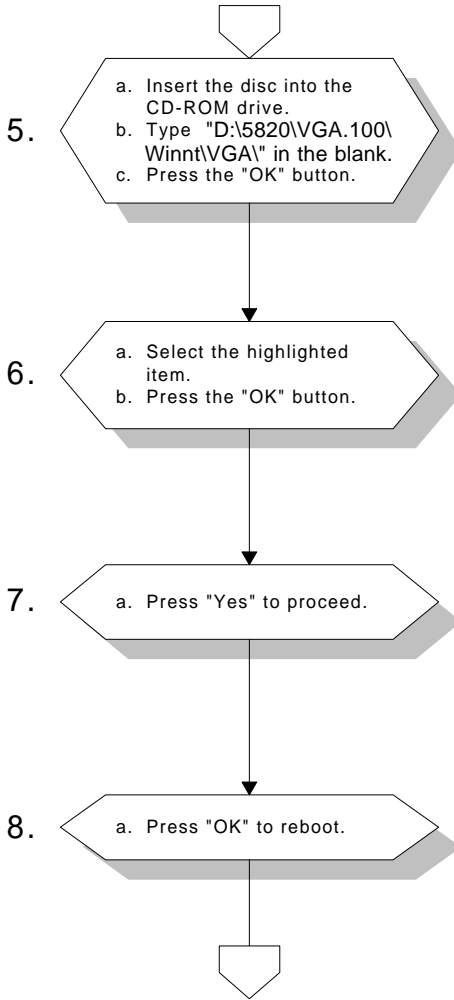 5.
a. Insert the disc into the
CD-ROM drive.
b. Type "D:\5820\VGA.100\
Winnt\VGA\" in the blank.
c. Press the "OK" button.
6.
a. Select the highlighted
item.
b. Press the "OK" button.
7.
a. Press "Yes" to proceed.
8.
a. Press "OK" to reboot.